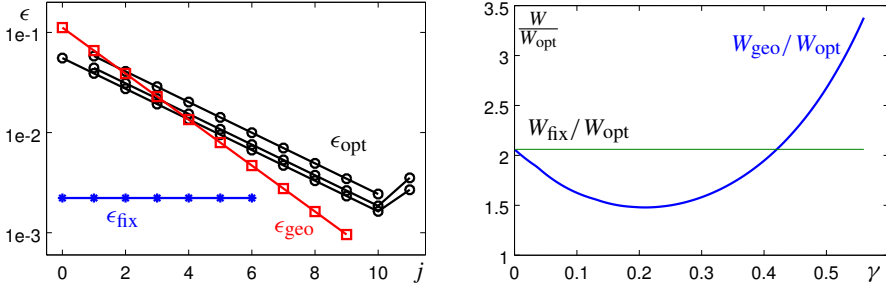 ϵ
1e-1
1e-2
1e-3
ϵopt
ϵfix
ϵgeo
0 2 4 6 8 10 j
3.5
3
2.5
2
1.5
1
W
Wopt
Wgeo/Wopt
Wfix/Wopt
0 0.1 0.2 0.3 0.4 0.5 γ